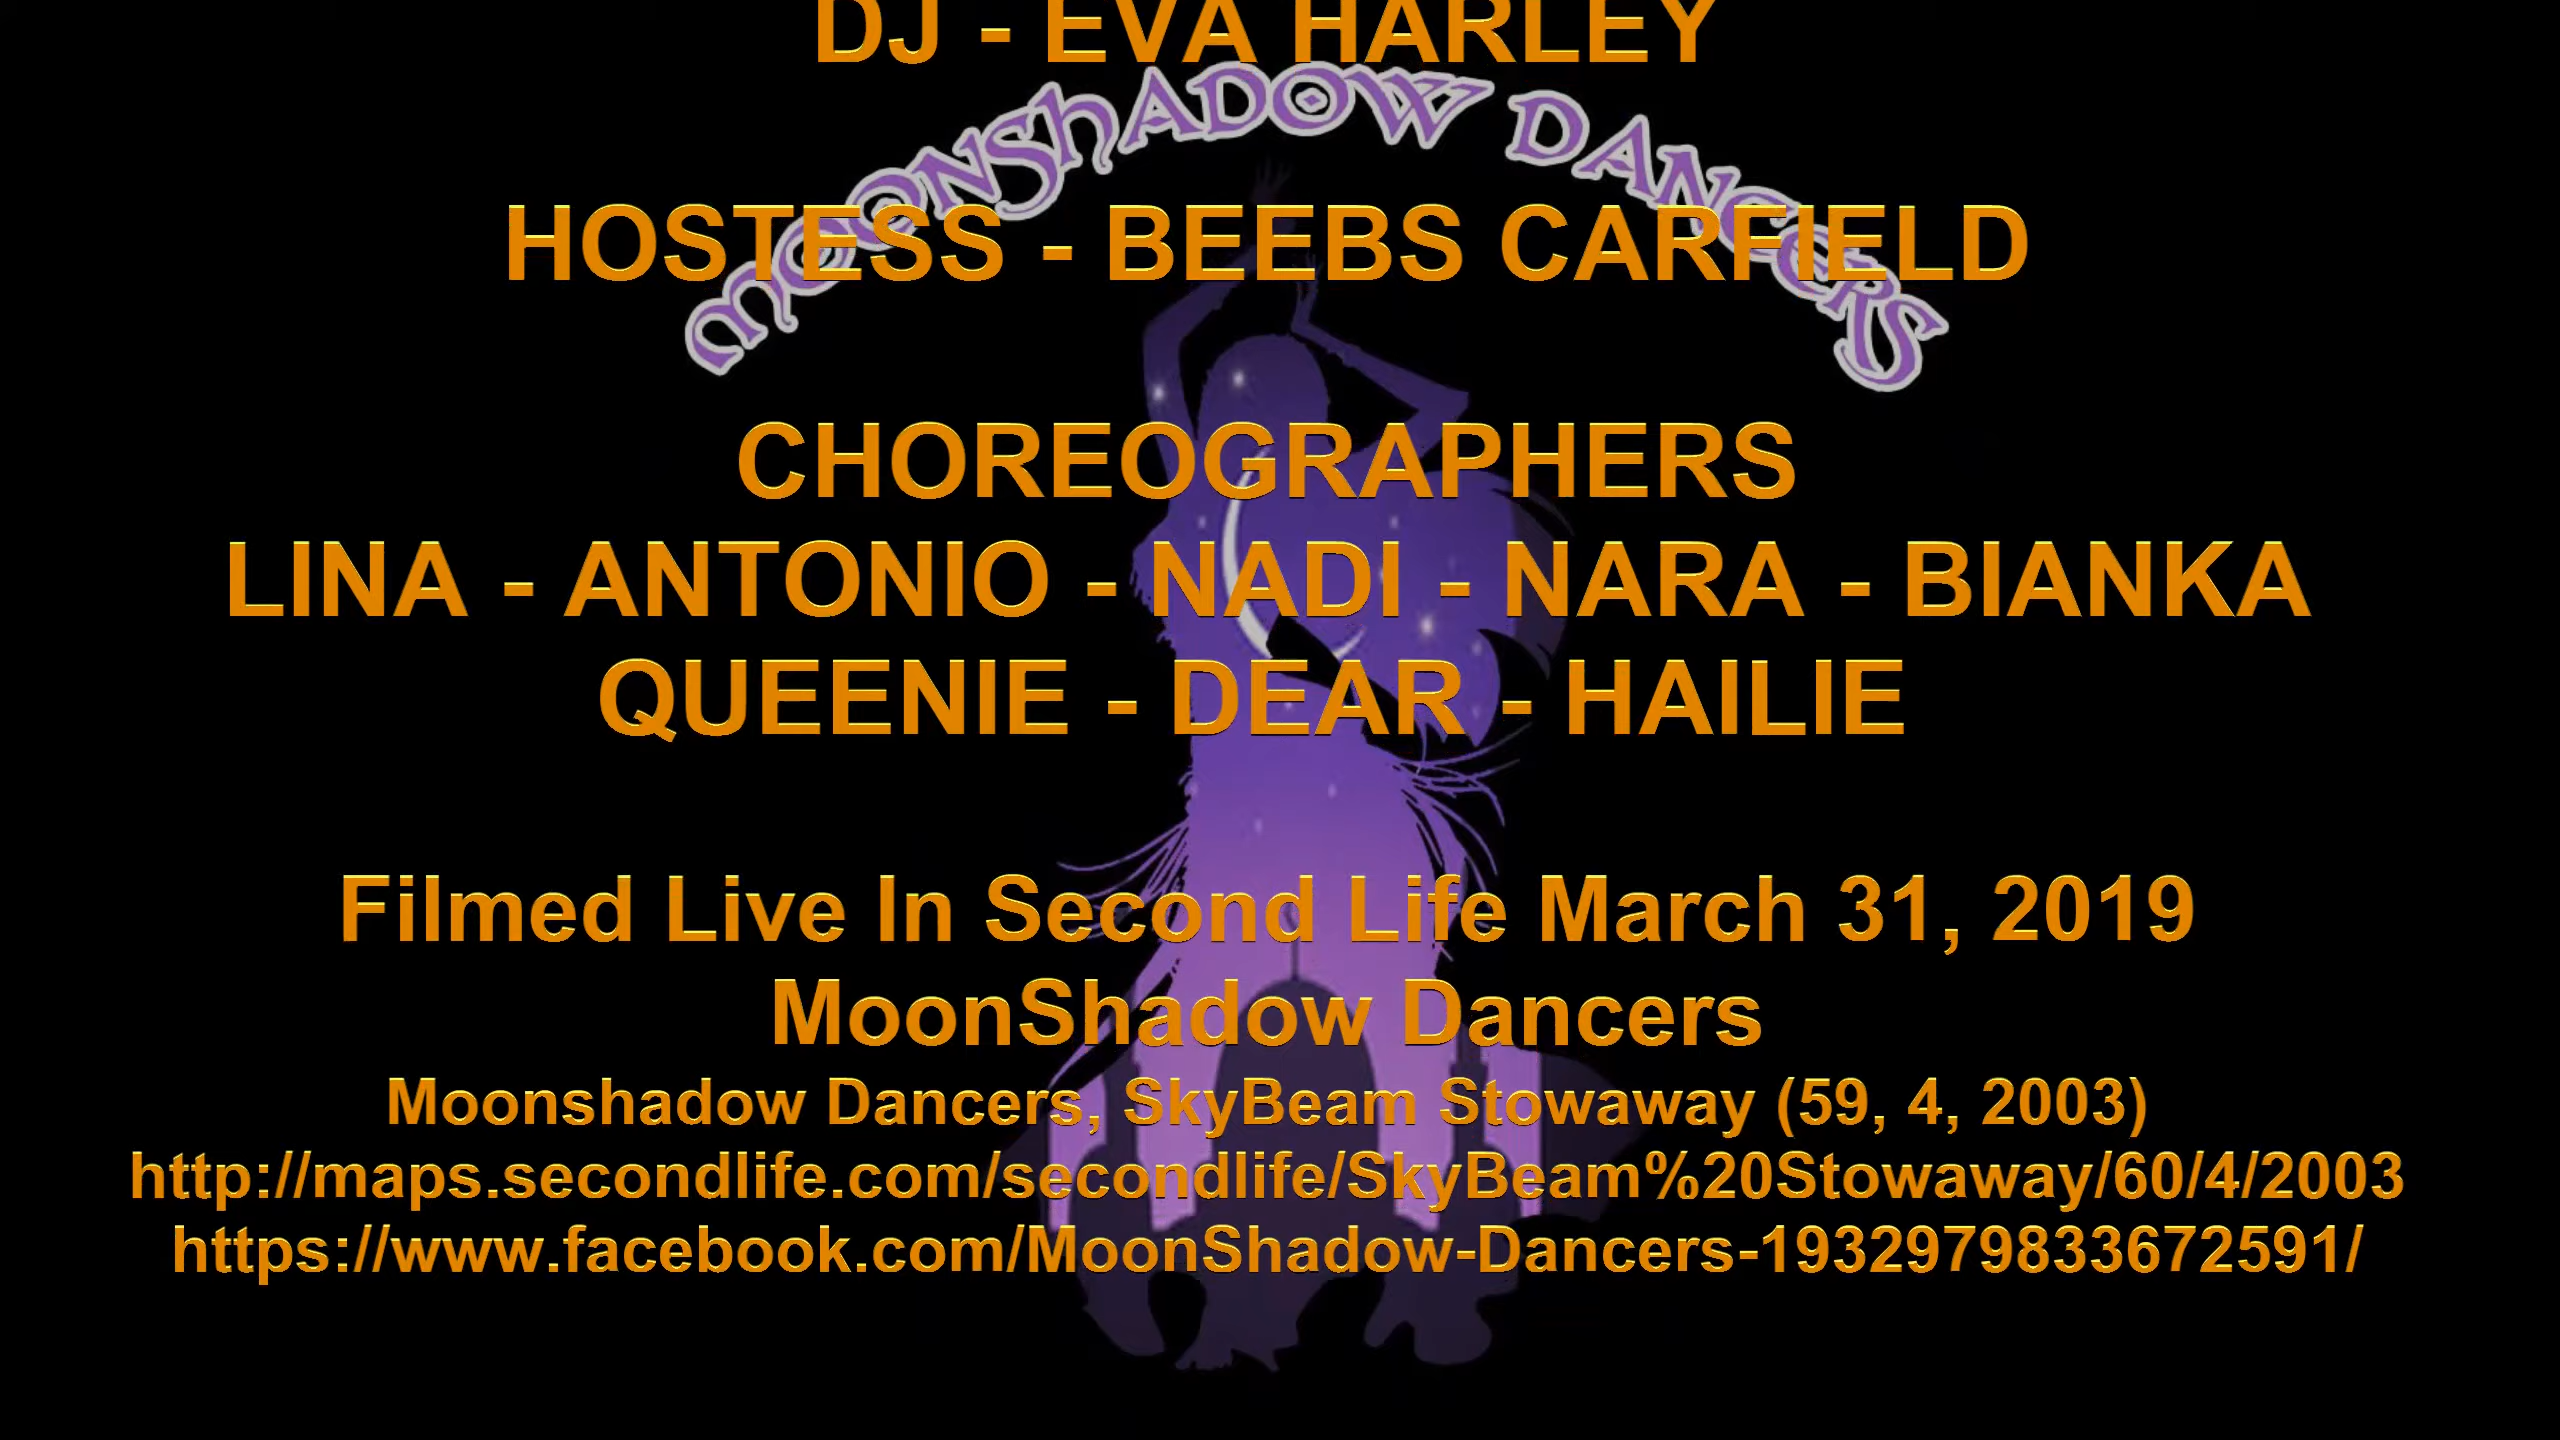 DJ - EVA HARLEY
MOONSHADOW DANCERS
HOSTESS - BEEBS CARFIELD
CHOREOGRAPHERS
LINA - ANTONIO - NADI - NARA - BIANKA
QUEENIE - DEAR - HAILIE
Filmed Live In Second Life March 31, 2019
MoonShadow Dancers
Moonshadow Dancers, SkyBeam Stowaway (59, 4, 2003)
http://maps.secondlife.com/secondlife/SkyBeam%20Stowaway/60/4/2003
https://www.facebook.com/MoonShadow-Dancers-1932979833672591/